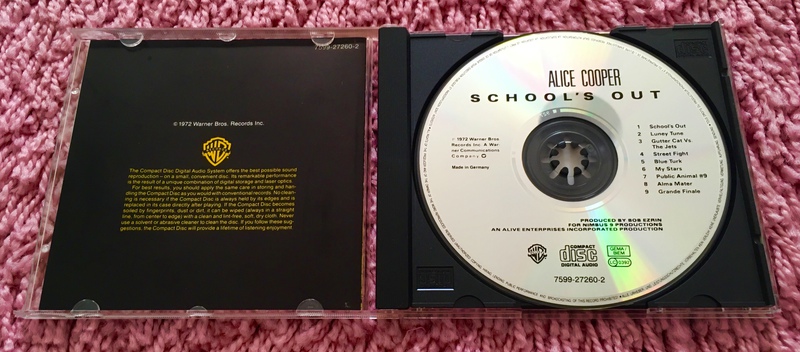 7599-27260-2
© 1972 Warner Bros. Records Inc.
The Compact Disc Digital Audio System offers the best possible sound
reproduction – on a small, convenient disc. Its remarkable performance
is the result of a unique combination of digital storage and laser optics.
For best results, you should apply the same care in storing and han-
dling the Compact Disc as you would with conventional records. No clean-
ing is necessary if the Compact Disc is always held by its edges and is
replaced in its case directly after playing. If the Compact Disc becomes
soiled by fingerprints, dust or dirt, it can be wiped (always in a straight
line, from center to edge) with a clean and lint-free, soft, dry cloth. Never
use a solvent or abrasive cleaner to clean the disc. If you follow these sug-
gestions, the Compact Disc will provide a lifetime of listening enjoyment.
ALICE COOPER
SCHOOL'S OUT
℗ 1972 Warner Bros.
Records Inc. A War-
ner Communications
Company
Made in Germany
1 School's Out
2 Luney Tune
3 Gutter Cat Vs
The Jets
4 Street Fight
5 Blue Turk
6 My Stars
7 Public Animal #9
8 Alma Mater
9 Grande Finale
PRODUCED BY BOB EZRIN
FOR NIMBUS 9 PRODUCTIONS
AN ALIVE ENTERPRISES INCORPORATED PRODUCTION
COMPACT
disc
DIGITAL AUDIO
GEMA/
BIEM
LC 0392
7599-27260-2